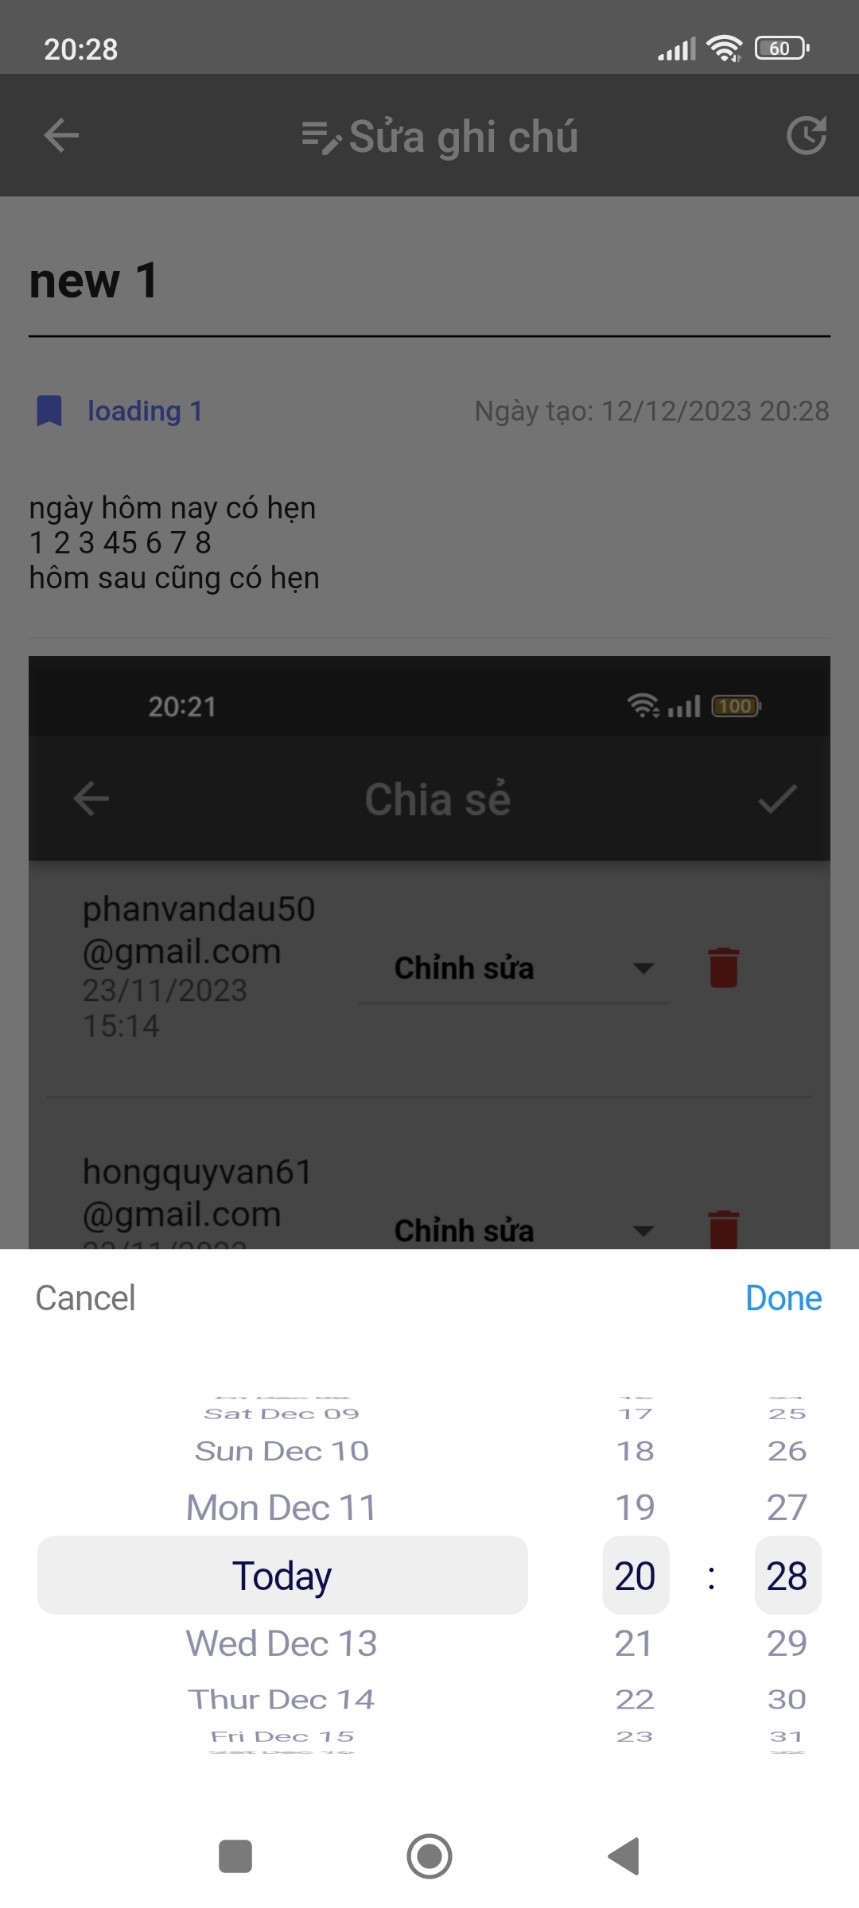 20:28
60
Sửa ghi chú
new 1
loading 1
Ngày tạo: 12/12/2023 20:28
ngày hôm nay có hẹn
1 2 3 45 6 7 8
hôm sau cũng có hẹn
20:21
100
Chia sẻ
phanvandau50
@gmail.com
23/11/2023
15:14
Chỉnh sửa
hongquyvan61
@gmail.com
Chỉnh sửa
Cancel
Done
Sat Dec 09 17 25
Sun Dec 10 18 26
Mon Dec 11 19 27
Today 20 : 28
Wed Dec 13 21 29
Thur Dec 14 22 30
Fri Dec 15 23 31